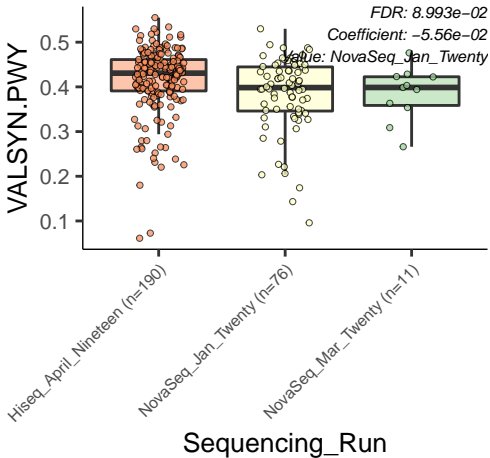 FDR: 8.993e−02
Coefficient: −5.56e−02
Value: NovaSeq_Jan_Twenty
VALSYN.PWY
0.5
0.4
0.3
0.2
0.1
Hiseq_April_Nineteen (n=190)
NovaSeq_Jan_Twenty (n=76)
NovaSeq_Mar_Twenty (n=11)
Sequencing_Run